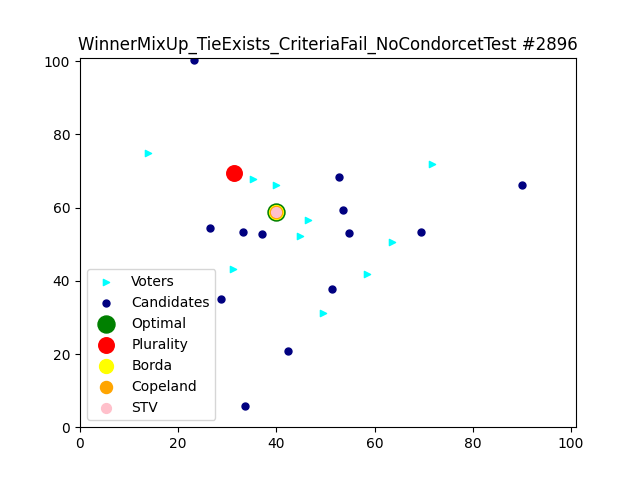 WinnerMixUp_TieExists_CriteriaFail_NoCondorcetTest #2896
100
80
60
40
20
0
Voters
Candidates
Optimal
Plurality
Borda
Copeland
STV
0
20
40
60
80
100